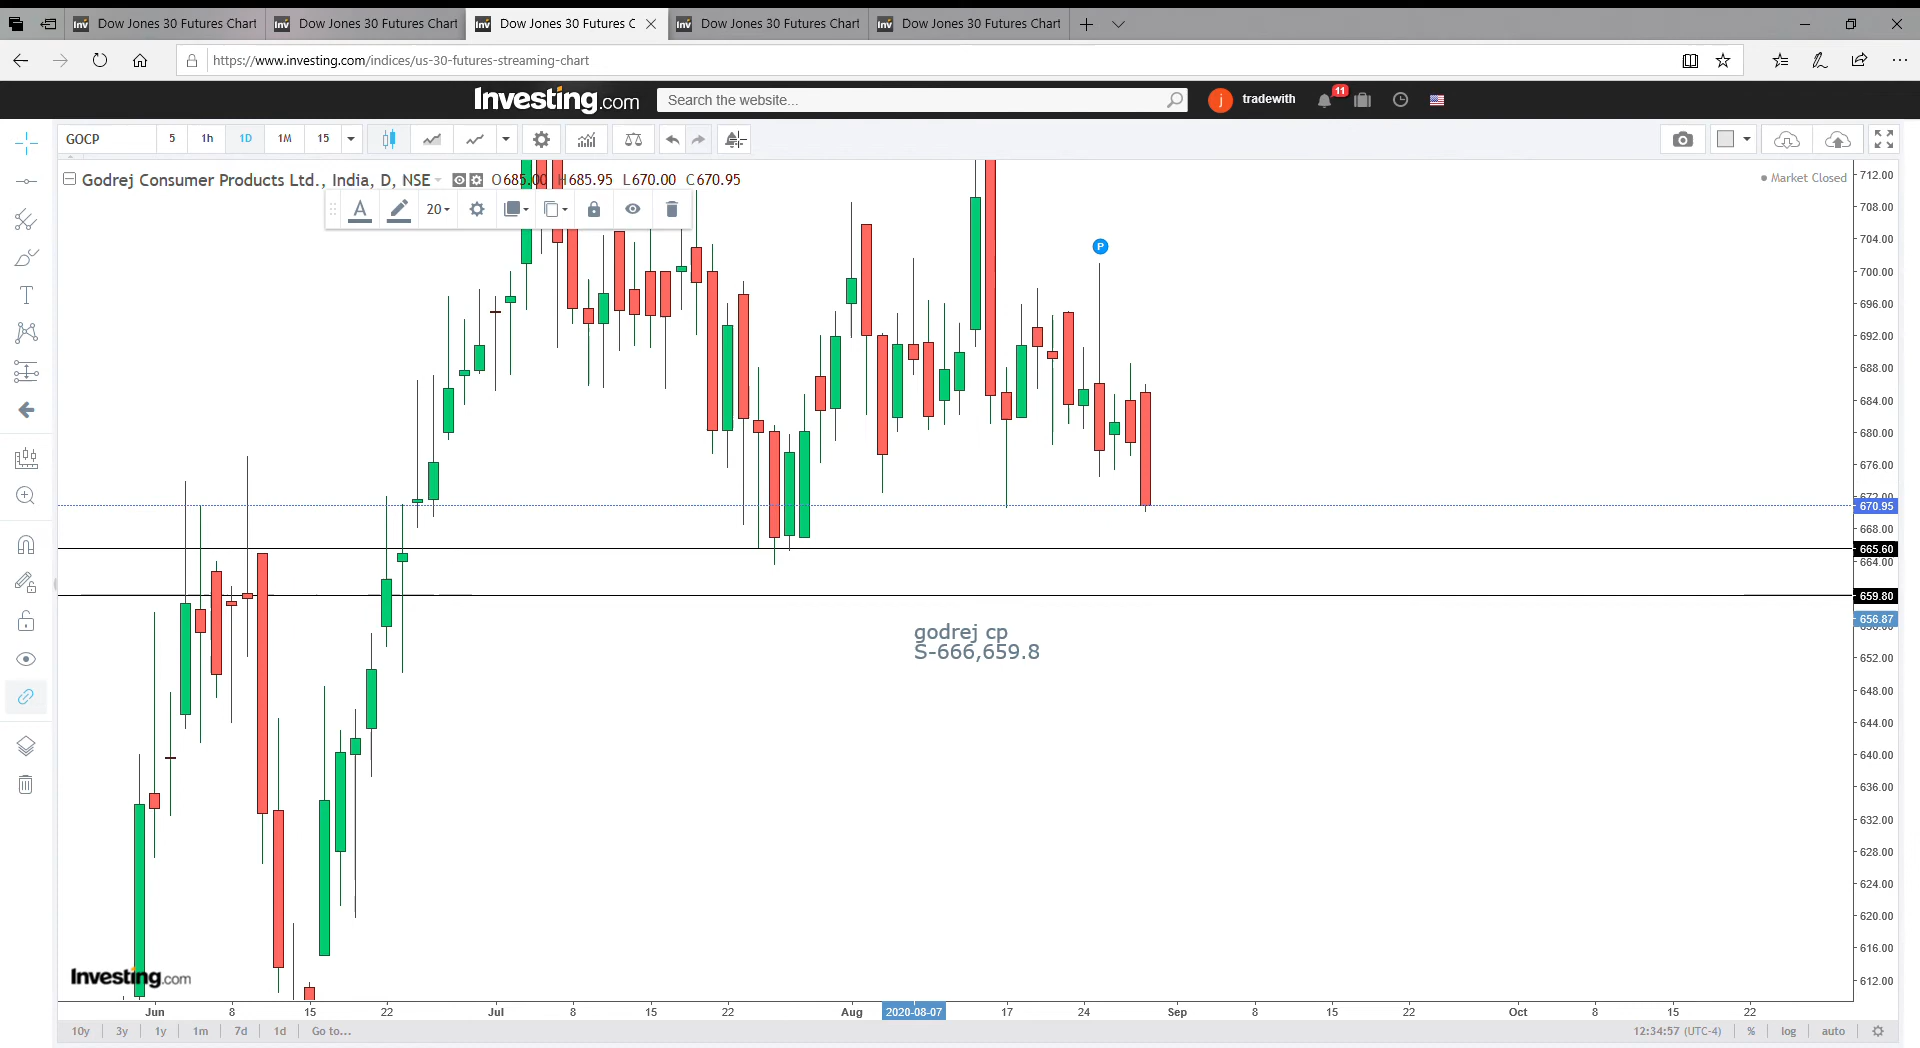 Dow Jones 30 Futures Chart
Dow Jones 30 Futures Chart
Dow Jones 30 Futures C
Dow Jones 30 Futures Chart
Dow Jones 30 Futures Chart
https://www.investing.com/indices/us-30-futures-streaming-chart
Investing.com
Search the website...
j
tradewith
11
GOCP
5
1h
1D
1M
15
Godrej Consumer Products Ltd., India, D, NSE
O685.00 H685.95 L670.00 C670.95
Market Closed
20
P
712.00
708.00
704.00
700.00
696.00
692.00
688.00
684.00
680.00
676.00
672.00
670.95
668.00
665.60
664.00
659.80
656.87
652.00
648.00
644.00
640.00
636.00
632.00
628.00
624.00
620.00
616.00
612.00
godrej cp
S-666,659.8
Investing.com
Jun 8 15 22 Jul 8 15 22 Aug 2020-08-07 17 24 Sep 8 15 22 Oct 8 15 22
10y 3y 1y 1m 7d 1d Go to...
12:34:57 (UTC-4) % log auto